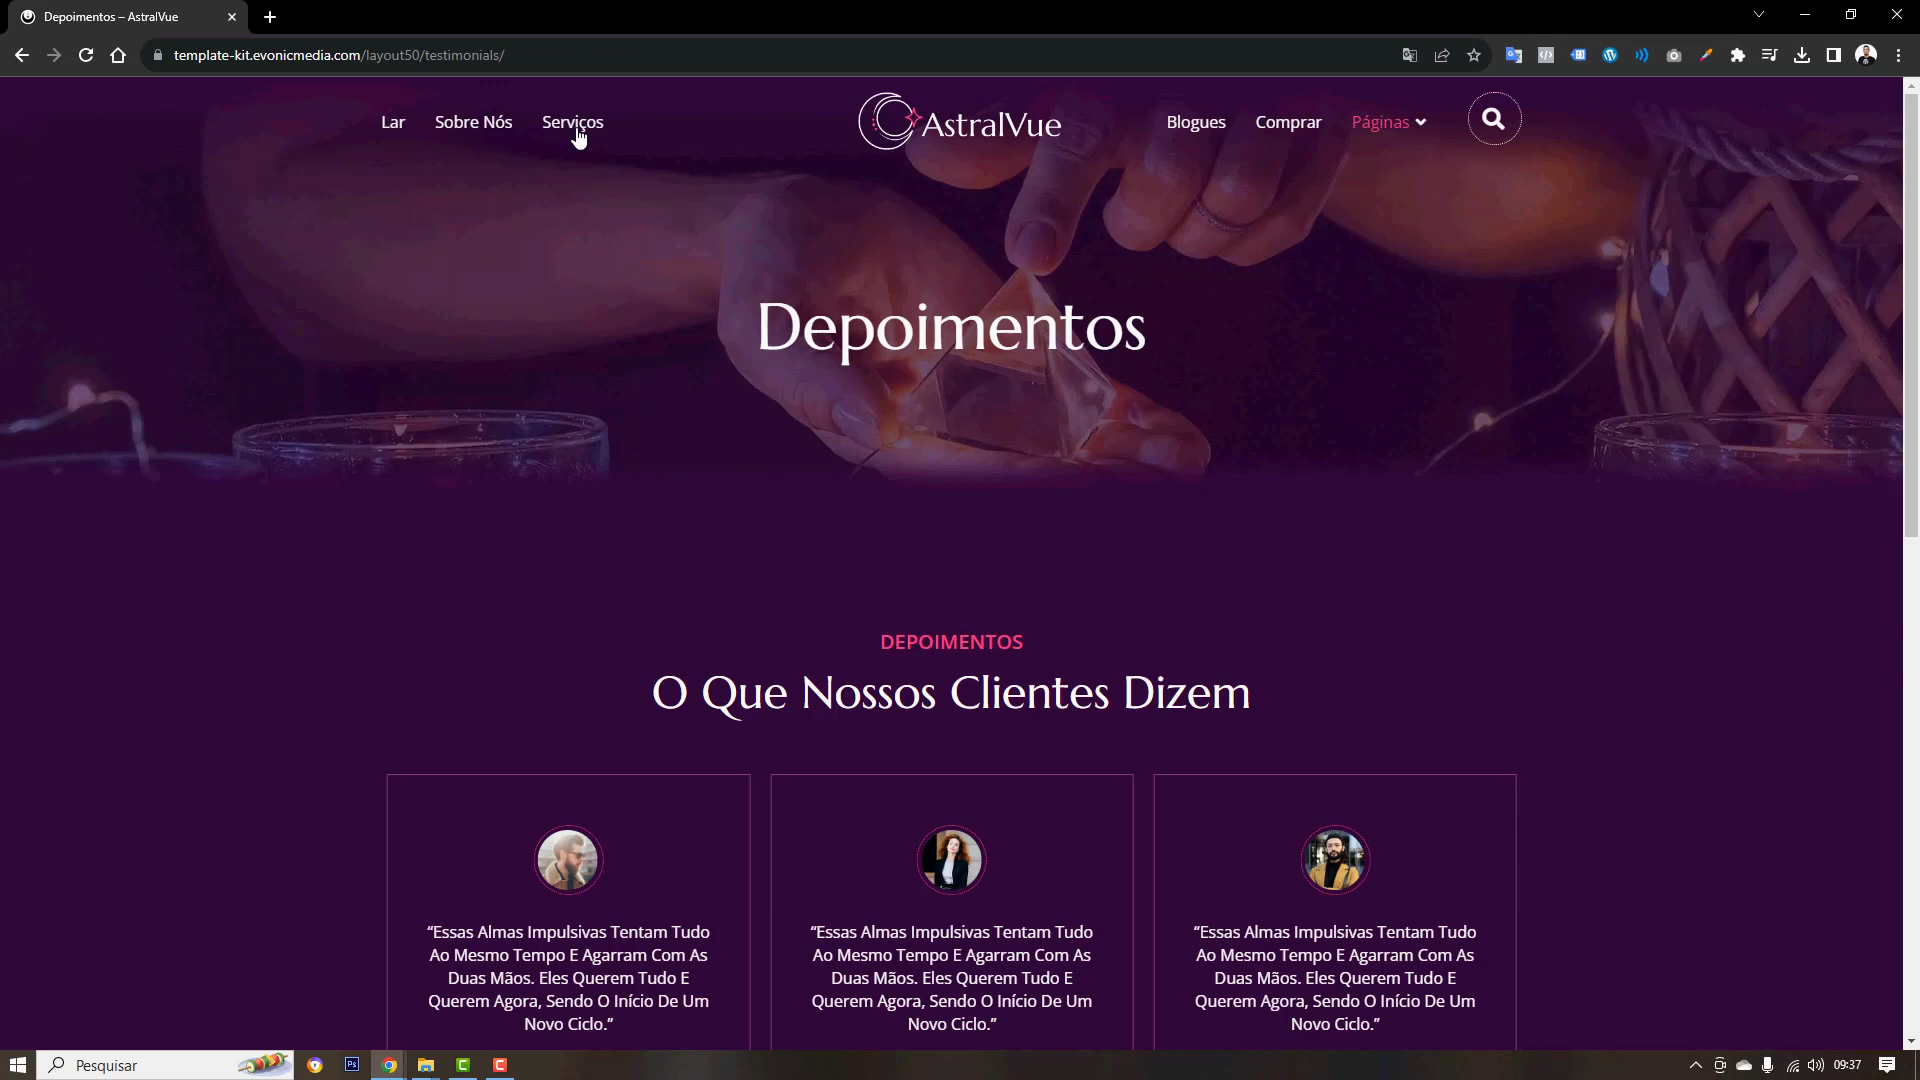 Depoimentos – AstralVue
template-kit.evonicmedia.com/layout50/testimonials/
Lar Sobre Nós Serviços AstralVue Blogues Comprar Páginas
Depoimentos
DEPOIMENTOS
O Que Nossos Clientes Dizem
“Essas Almas Impulsivas Tentam Tudo
Ao Mesmo Tempo E Agarram Com As
Duas Mãos. Eles Querem Tudo E
Querem Agora, Sendo O Início De Um
Novo Ciclo.”
“Essas Almas Impulsivas Tentam Tudo
Ao Mesmo Tempo E Agarram Com As
Duas Mãos. Eles Querem Tudo E
Querem Agora, Sendo O Início De Um
Novo Ciclo.”
“Essas Almas Impulsivas Tentam Tudo
Ao Mesmo Tempo E Agarram Com As
Duas Mãos. Eles Querem Tudo E
Querem Agora, Sendo O Início De Um
Novo Ciclo.”
Pesquisar
Ps
C
C
09:37